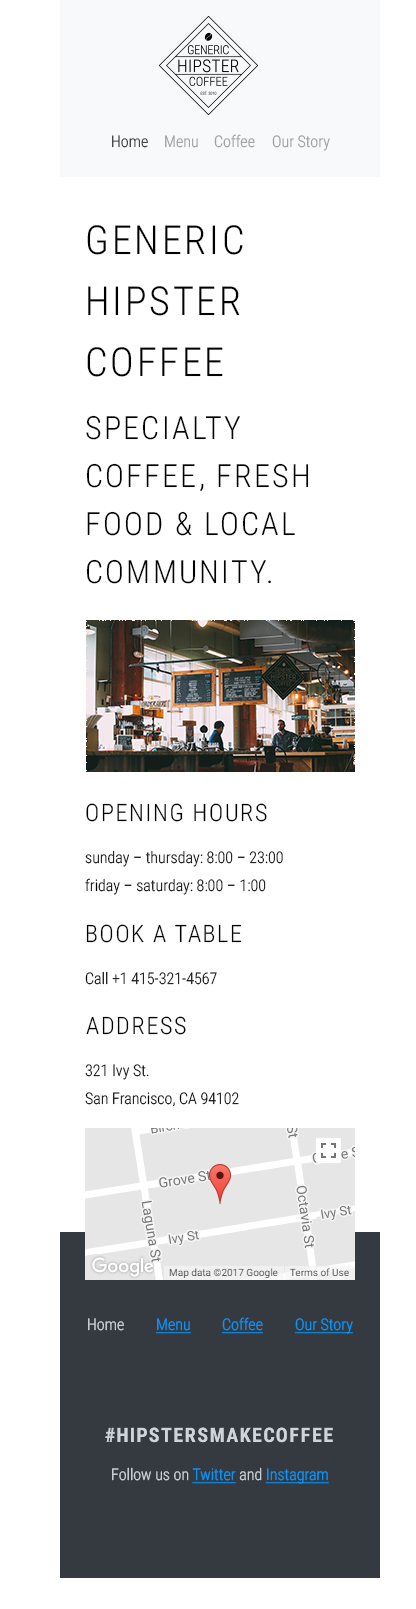 GENERIC
HIPSTER
COFFEE
EST. 2010
Home Menu Coffee Our Story
GENERIC
HIPSTER
COFFEE
SPECIALTY
COFFEE, FRESH
FOOD & LOCAL
COMMUNITY.
OPENING HOURS
sunday – thursday: 8:00 – 23:00
friday – saturday: 8:00 – 1:00
BOOK A TABLE
Call +1 415-321-4567
ADDRESS
321 Ivy St.
San Francisco, CA 94102
Grove St
Laguna St
Octavia St
Ivy St
Ivy St
Google
Map data ©2017 Google Terms of Use
Home Menu Coffee Our Story
#HIPSTERSMAKECOFFEE
Follow us on Twitter and Instagram